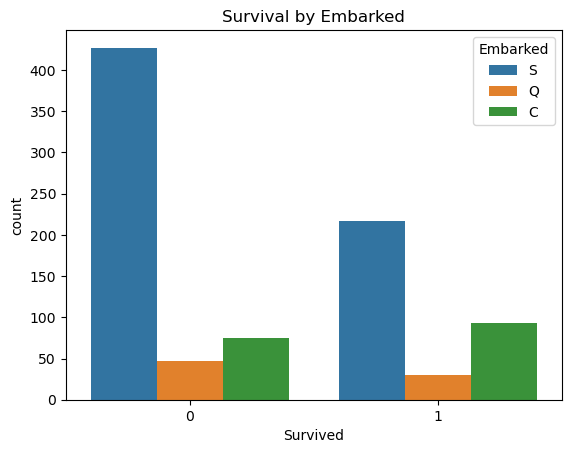 Survival by Embarked
Embarked
S
Q
C
400
350
300
250
200
150
100
50
0
count
0 1
Survived